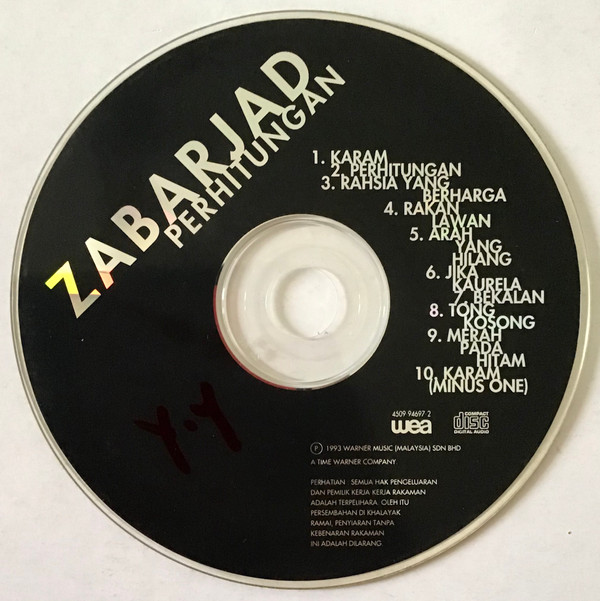 ZABARJAD
PERHITUNGAN
1. KARAM
2. PERHITUNGAN
3. RAHSIA YANG
BERHARGA
4. RAKAN
LAWAN
5. ARAH
YANG
HILANG
6. JIKA
KAURELA
7. BEKALAN
8. TONG
KOSONG
9. MERAH
PADA
HITAM
10. KARAM
(MINUS ONE)
4509 94697 2
wea
COMPACT
disc
DIGITAL AUDIO
Ⓟ 1993 WARNER MUSIC (MALAYSIA) SDN BHD
A TIME WARNER COMPANY
PERHATIAN : SEMUA HAK PENGELUARAN
DAN PEMILIK KERJA KERJA RAKAMAN
ADALAH TERPELIHARA. OLEH ITU
PERSEMBAHAN DI KHALAYAK
RAMAI, PENYIARAN TANPA
KEBENARAN RAKAMAN
INI ADALAH DILARANG.
Y.Y